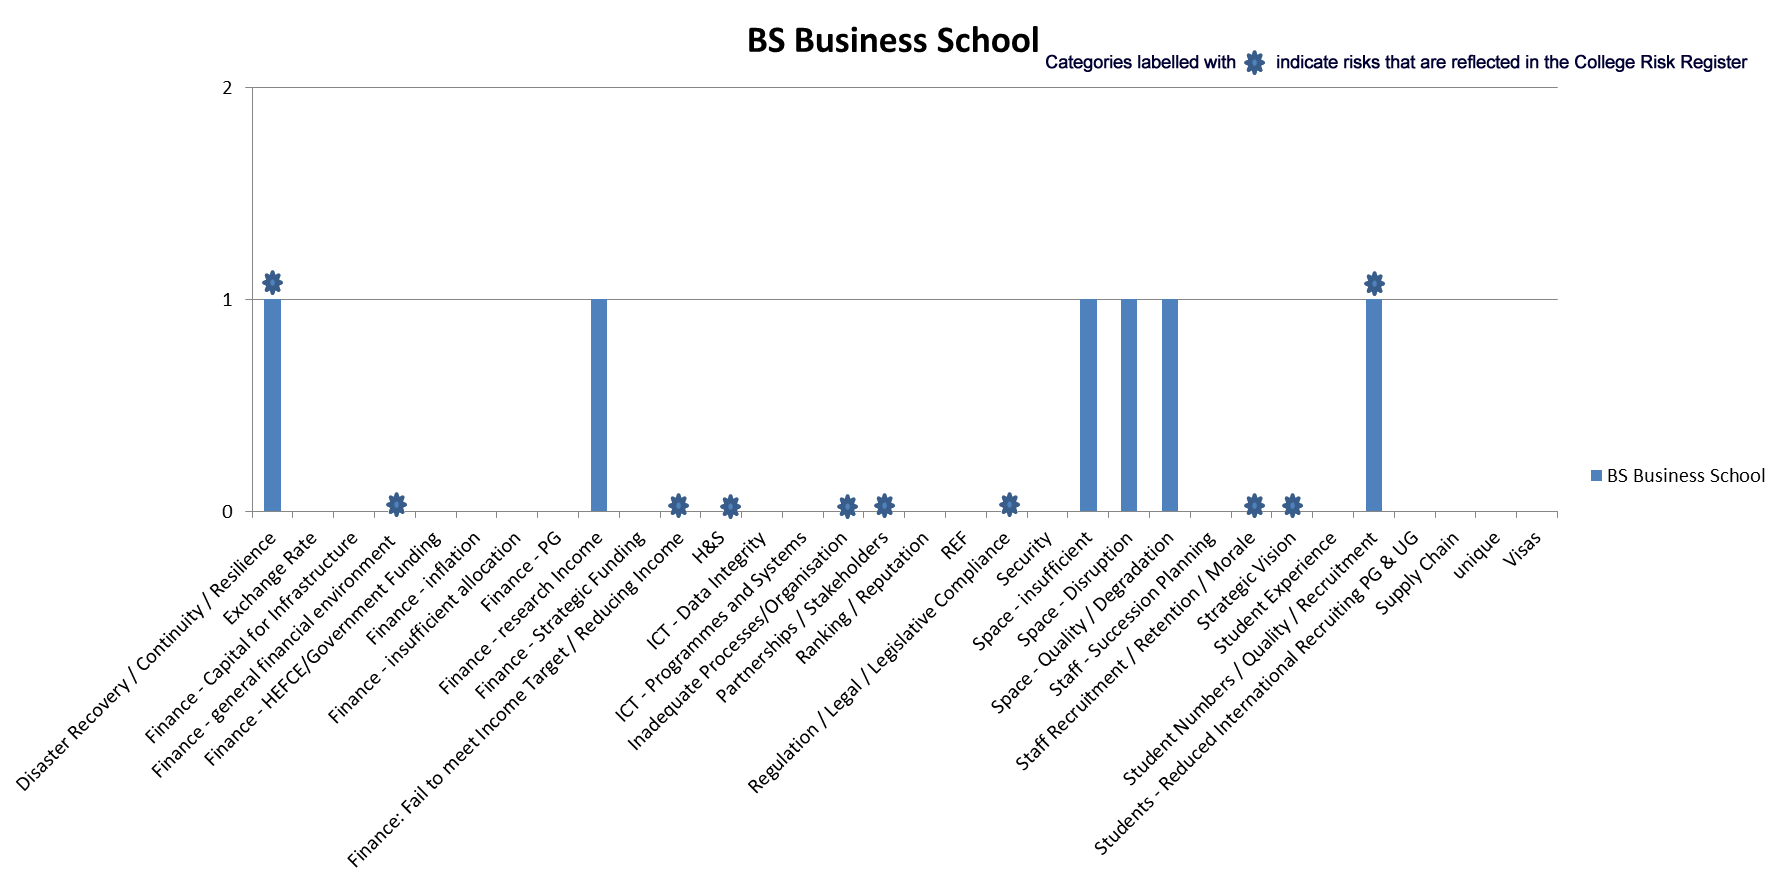 BS Business School
Categories labelled with indicate risks that are reflected in the College Risk Register
2
1
0
Disaster Recovery / Continuity / Resilience
Exchange Rate
Finance - Capital for Infrastructure
Finance - general financial environment
Finance - HEFCE/Government Funding
Finance - inflation
Finance - insufficient allocation
Finance - PG
Finance - research Income
Finance - Strategic Funding
Finance: Fail to meet Income Target / Reducing Income
H&S
ICT - Data Integrity
ICT - Programmes and Systems
Inadequate Processes/Organisation
Partnerships / Stakeholders
Ranking / Reputation
REF
Regulation / Legal / Legislative Compliance
Security
Space - insufficient
Space - Disruption
Space - Quality / Degradation
Staff - Succession Planning
Staff Recruitment / Retention / Morale
Strategic Vision
Student Experience
Student Numbers / Quality / Recruitment
Students - Reduced International Recruiting PG & UG
Supply Chain
unique
Visas
BS Business School